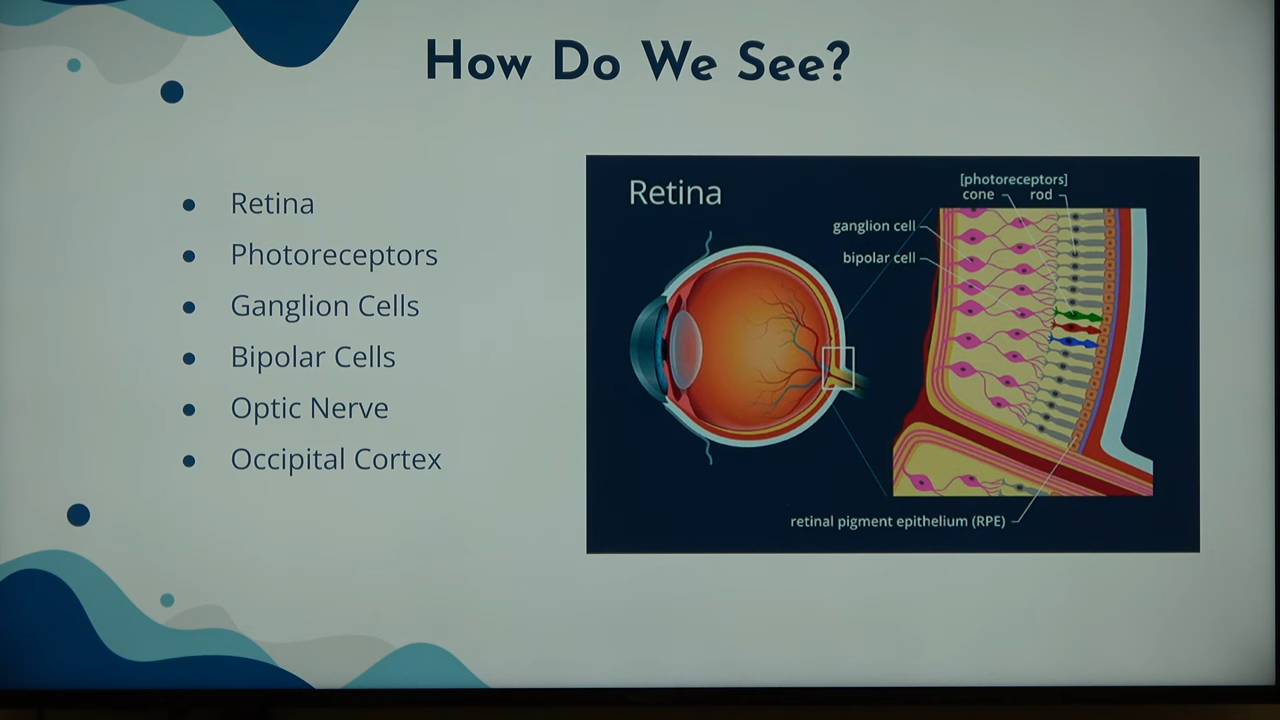 How Do We See?
Retina
Photoreceptors
Ganglion Cells
Bipolar Cells
Optic Nerve
Occipital Cortex
Retina
[photoreceptors]
cone rod
ganglion cell
bipolar cell
retinal pigment epithelium (RPE)